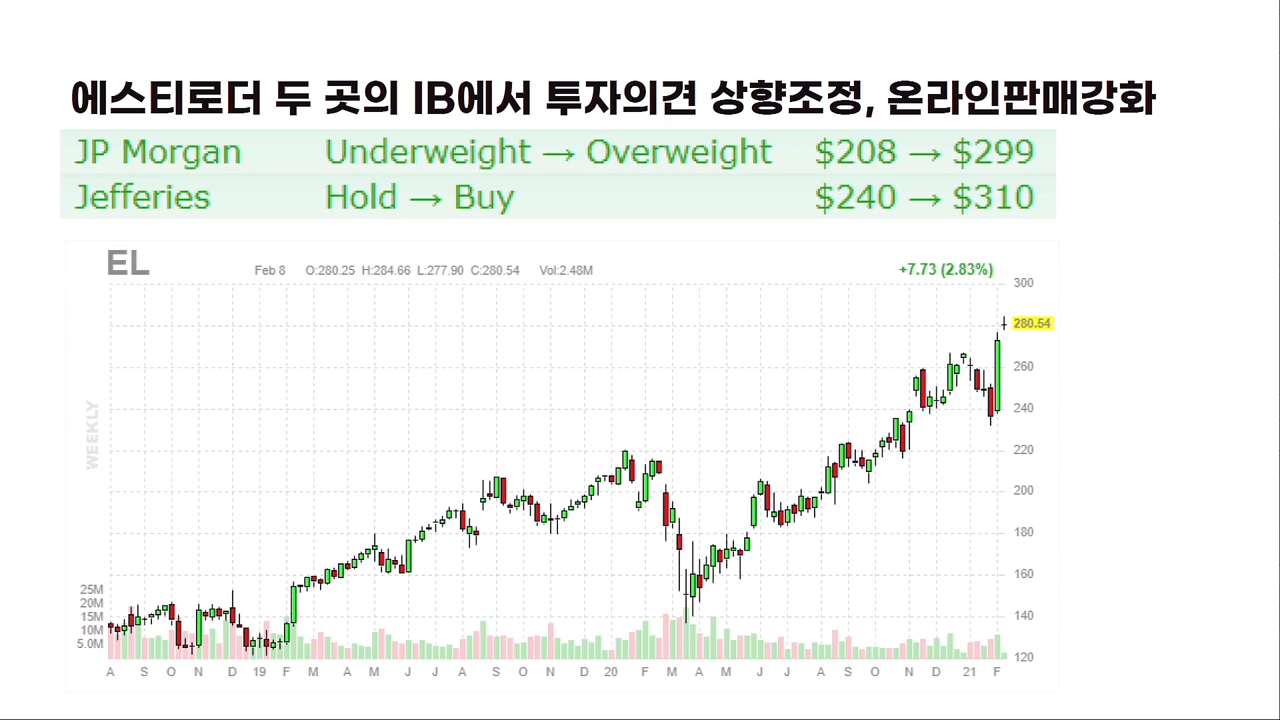 에스티로더 두 곳의 IB에서 투자의견 상향조정, 온라인판매강화
JP Morgan Underweight → Overweight $208 → $299
Jefferies Hold → Buy $240 → $310
EL Feb 8 O:280.25 H:284.66 L:277.90 C:280.54 Vol:2.48M +7.73 (2.83%)
300
280.54
260
240
WEEKLY
220
200
180
160
25M
20M
15M 140
10M
5.0M
120
A S O N D 19 F M A M J J A S O N D 20 F M A M J J A S O N D 21 F